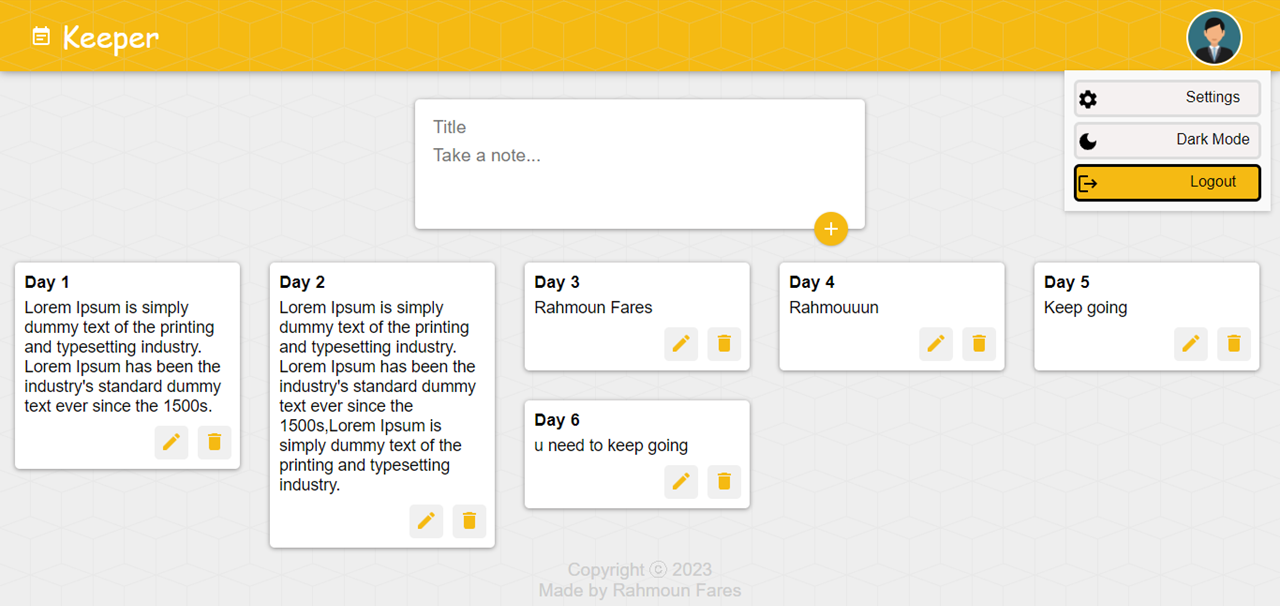 Keeper
Settings
Dark Mode
Logout
Title
Take a note...
Day 1
Lorem Ipsum is simply
dummy text of the printing
and typesetting industry.
Lorem Ipsum has been the
industry's standard dummy
text ever since the 1500s.
Day 2
Lorem Ipsum is simply
dummy text of the printing
and typesetting industry.
Lorem Ipsum has been the
industry's standard dummy
text ever since the
1500s,Lorem Ipsum is
simply dummy text of the
printing and typesetting
industry.
Day 3
Rahmoun Fares
Day 4
Rahmouuun
Day 5
Keep going
Day 6
u need to keep going
Copyright ⓒ 2023
Made by Rahmoun Fares